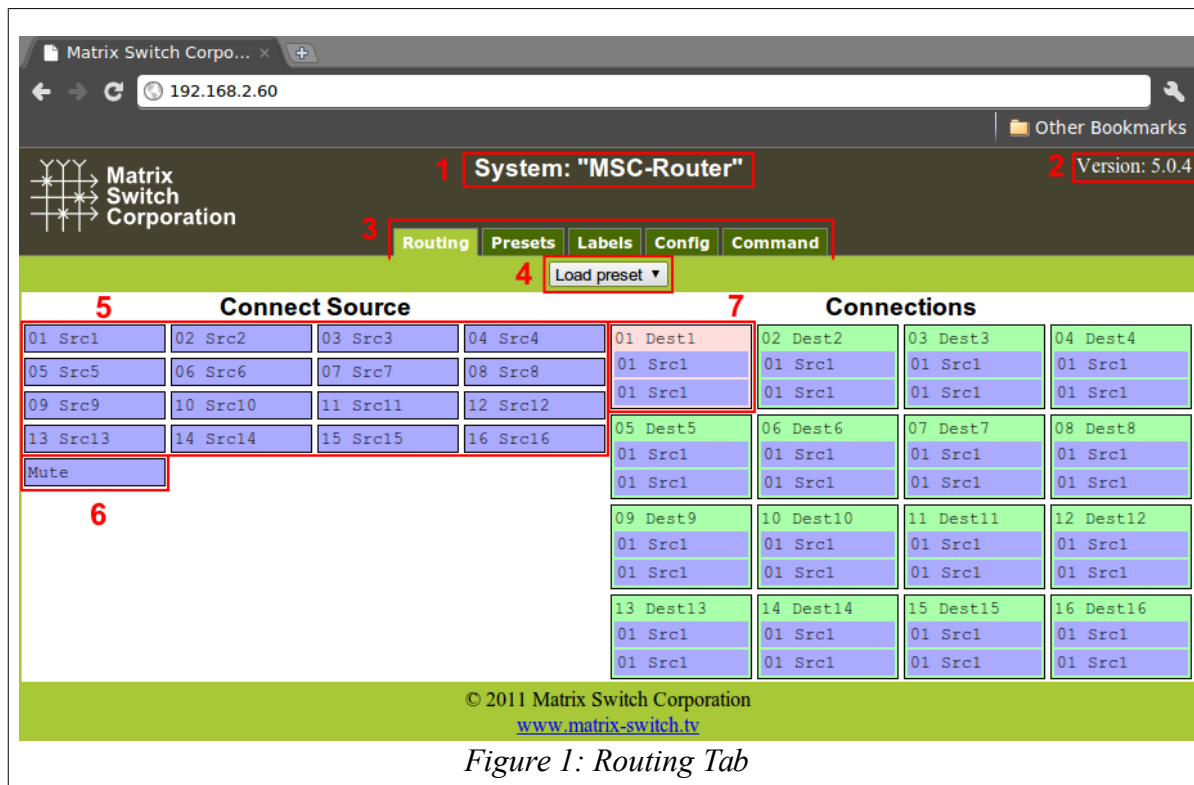 Matrix Switch Corpo... ×
192.168.2.60
Other Bookmarks
Matrix
Switch
Corporation
1 System: "MSC-Router"
2 Version: 5.0.4
3 Routing Presets Labels Config Command
4 Load preset ▼
5 Connect Source 7 Connections
01 Src1 02 Src2 03 Src3 04 Src4
05 Src5 06 Src6 07 Src7 08 Src8
09 Src9 10 Src10 11 Src11 12 Src12
13 Src13 14 Src14 15 Src15 16 Src16
Mute
6
01 Dest1 02 Dest2 03 Dest3 04 Dest4
01 Src1 01 Src1 01 Src1 01 Src1
01 Src1 01 Src1 01 Src1 01 Src1
05 Dest5 06 Dest6 07 Dest7 08 Dest8
01 Src1 01 Src1 01 Src1 01 Src1
01 Src1 01 Src1 01 Src1 01 Src1
09 Dest9 10 Dest10 11 Dest11 12 Dest12
01 Src1 01 Src1 01 Src1 01 Src1
01 Src1 01 Src1 01 Src1 01 Src1
13 Dest13 14 Dest14 15 Dest15 16 Dest16
01 Src1 01 Src1 01 Src1 01 Src1
01 Src1 01 Src1 01 Src1 01 Src1
© 2011 Matrix Switch Corporation
www.matrix-switch.tv
Figure 1: Routing Tab